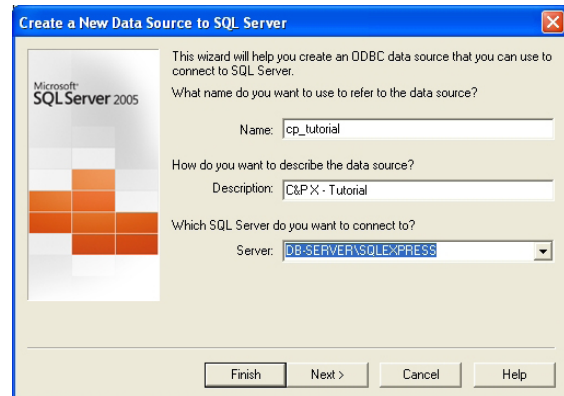 Create a New Data Source to SQL Server
Microsoft
SQL Server 2005
This wizard will help you create an ODBC data source that you can use to
connect to SQL Server.
What name do you want to use to refer to the data source?
Name: cp_tutorial
How do you want to describe the data source?
Description: C&P X - Tutorial
Which SQL Server do you want to connect to?
Server: DB-SERVER\SQLEXPRESS
Finish Next > Cancel Help